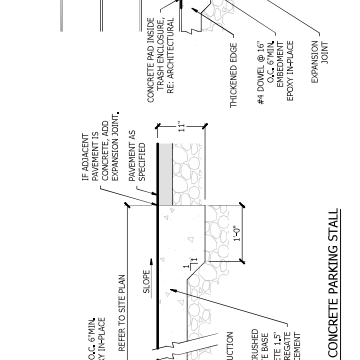 CONCRETE PAD INSIDE
TRASH ENCLOSURE,
RE: ARCHITECTURAL
THICKENED EDGE
#4 DOWEL @ 16"
O.C. 6"MIN.
EMBEDMENT
EPOXY IN-PLACE
EXPANSION
JOINT
IF ADJACENT
PAVEMENT IS
CONCRETE, ADD
EXPANSION JOINT.
PAVEMENT AS
SPECIFIED
11"
1'-0"
1
1
SLOPE
REFER TO SITE PLAN
O.C. 6"MIN.
IN-PLACE
CONCRETE PARKING STALL